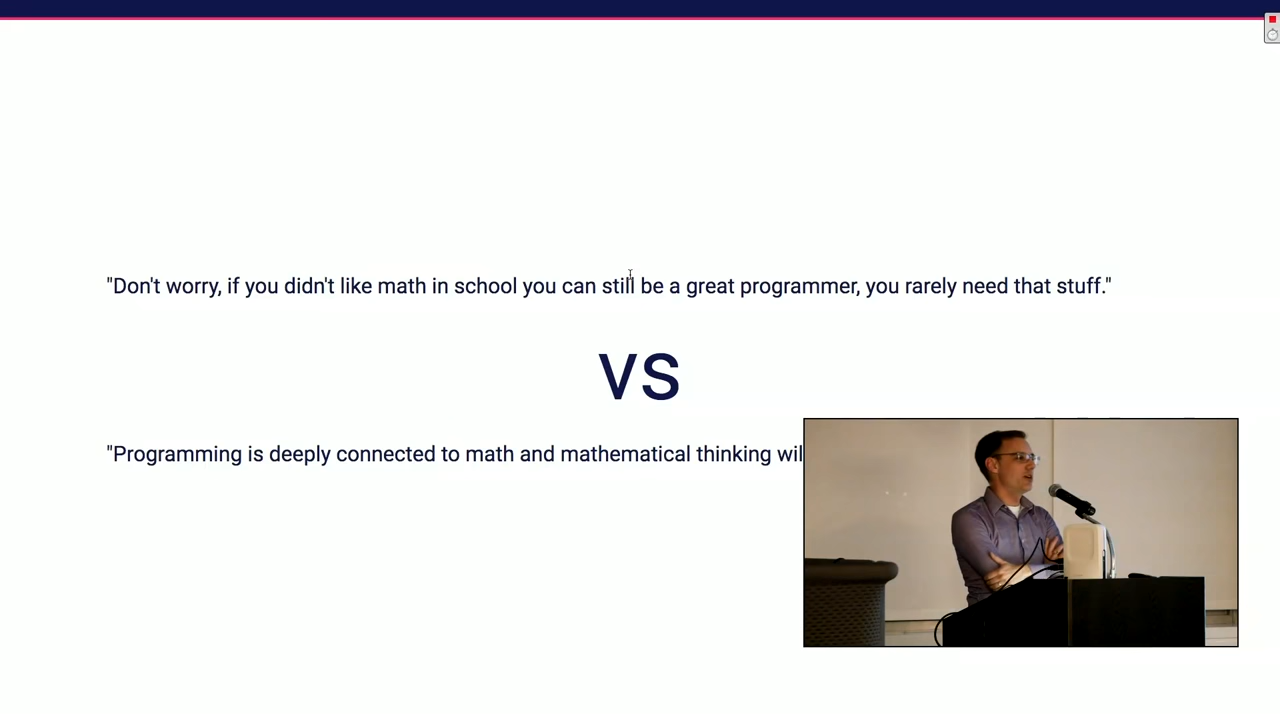 "Don't worry, if you didn't like math in school you can still be a great programmer, you rarely need that stuff."
vs
"Programming is deeply connected to math and mathematical thinking